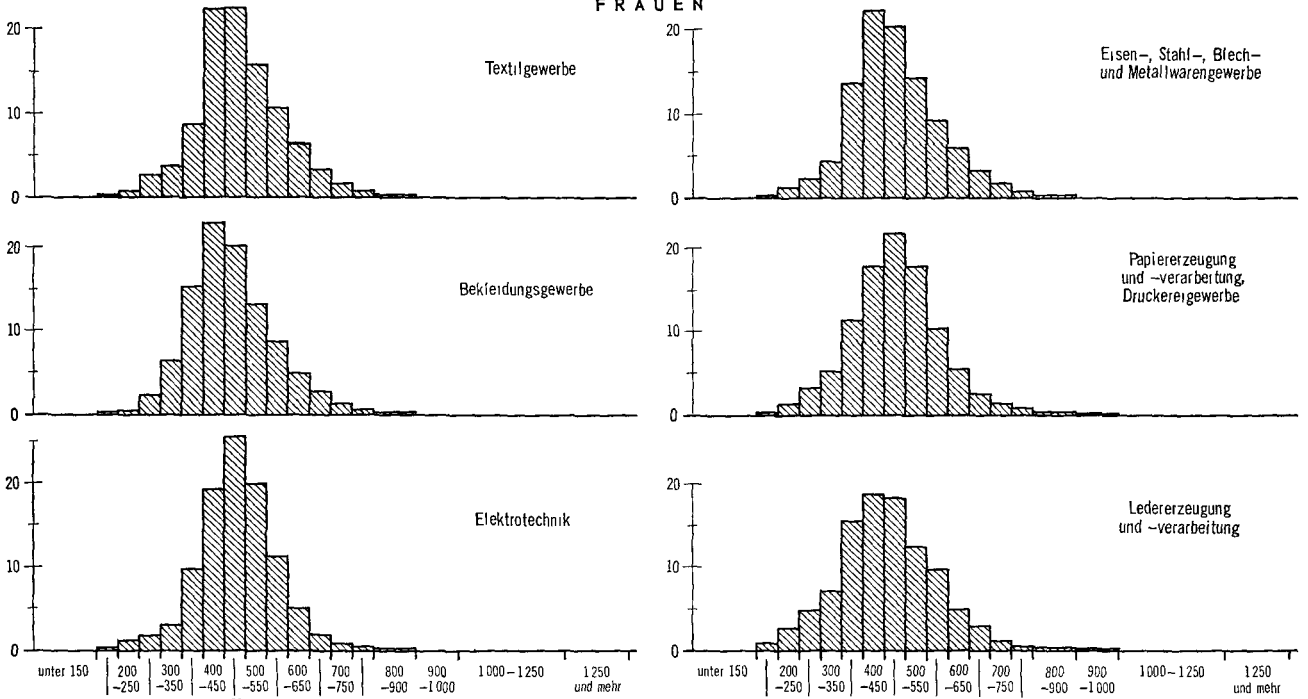 FRAUEN
20
10
0
Textilgewerbe
20
10
0
Eisen-, Stahl-, Blech-
und Metallwarengewerbe
20
10
0
Bekleidungsgewerbe
20
10
0
Papiererzeugung
und -verarbeitung,
Druckereigewerbe
20
10
0
Elektrotechnik
20
10
0
Ledererzeugung
und -verarbeitung
unter 150 200 300 400 500 600 700 800 900 1000-1250 1250
-250 -350 -450 -550 -650 -750 -900 -1000 und mehr
unter 150 200 300 400 500 600 700 800 900 1000-1250 1250
-250 -350 -450 -550 -650 -750 -900 -1000 und mehr